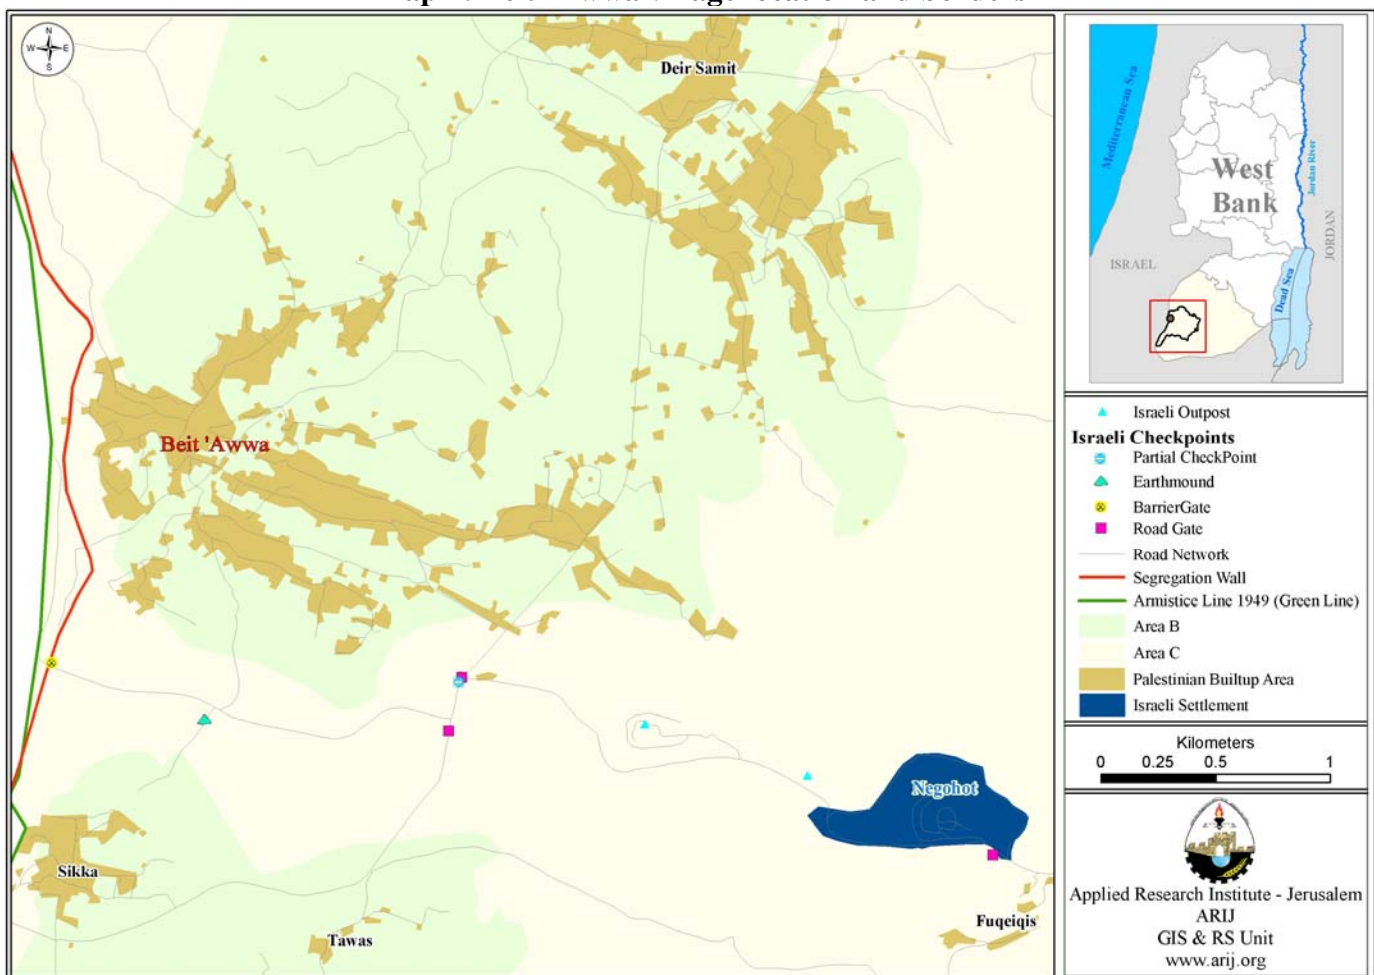 N
W E
S
Deir Samit
Beit 'Awwa
Negohot
Sikka
Tawas
Fuqeiqis
Mediterranean Sea
West
Bank
Jordan River
JORDAN
ISRAEL
Dead Sea
Israeli Outpost
Israeli Checkpoints
Partial CheckPoint
Earthmound
BarrierGate
Road Gate
Road Network
Segregation Wall
Armistice Line 1949 (Green Line)
Area B
Area C
Palestinian Builtup Area
Israeli Settlement
Kilometers
0 0.25 0.5 1
Applied Research Institute - Jerusalem
ARIJ
GIS & RS Unit
www.arij.org